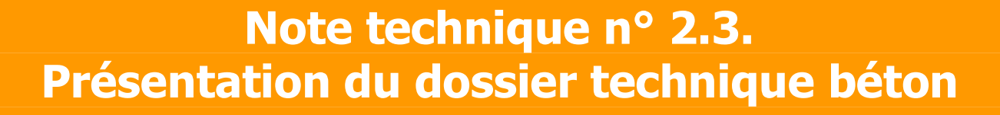 Note technique n° 2.3.
Présentation du dossier technique béton